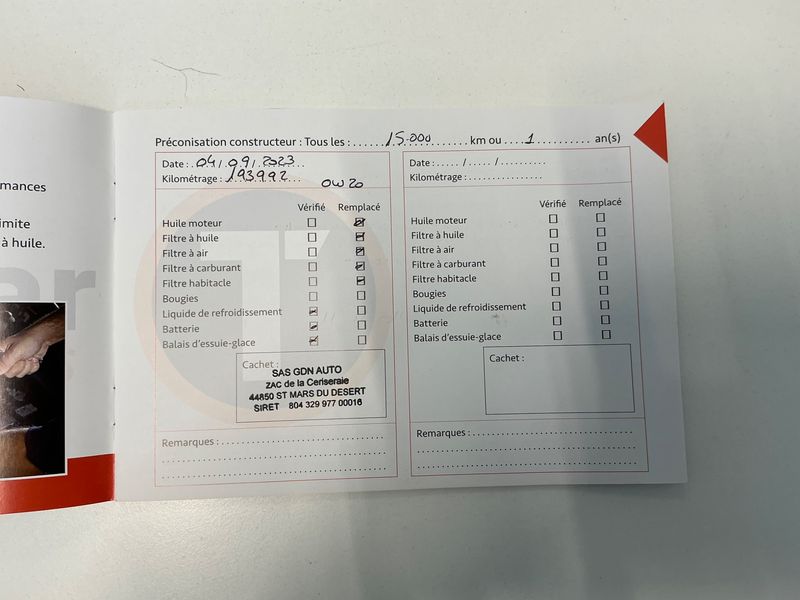 mances
imite
à huile.
er
Préconisation constructeur : Tous les : 15.000 km ou 1 an(s)
Date : 04/09/2023
Kilométrage : 193992
0W20
Vérifié Remplacé
Huile moteur
Filtre à huile
Filtre à air
Filtre à carburant
Filtre habitacle
Bougies
Liquide de refroidissement
Batterie
Balais d'essuie-glace
Cachet :
SAS GDN AUTO
ZAC de la Ceriseraie
44850 ST MARS DU DESERT
SIRET 804 329 977 00016
Remarques :
Date : ..... / ..... / ..........
Kilométrage :
Vérifié Remplacé
Huile moteur
Filtre à huile
Filtre à air
Filtre à carburant
Filtre habitacle
Bougies
Liquide de refroidissement
Batterie
Balais d'essuie-glace
Cachet :
Remarques :